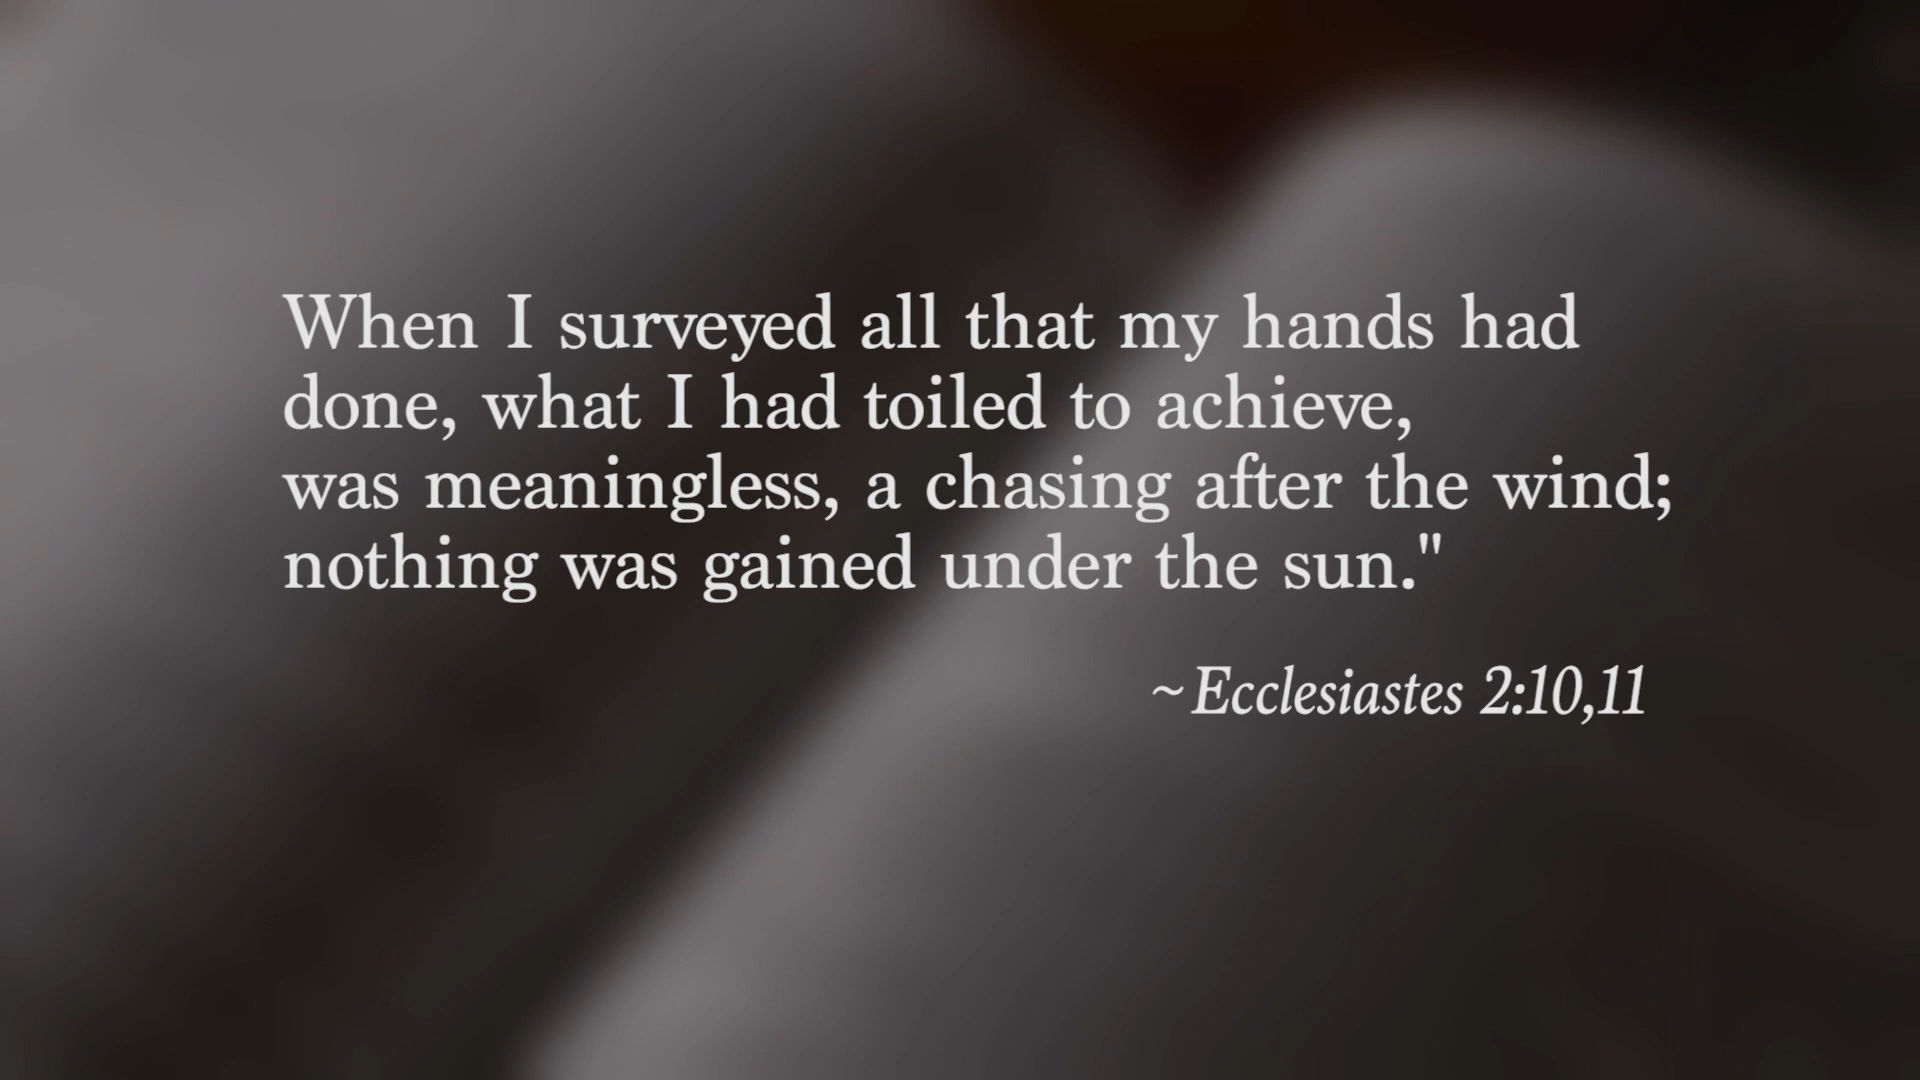 When I surveyed all that my hands had
done, what I had toiled to achieve,
was meaningless, a chasing after the wind;
nothing was gained under the sun."
~Ecclesiastes 2:10,11